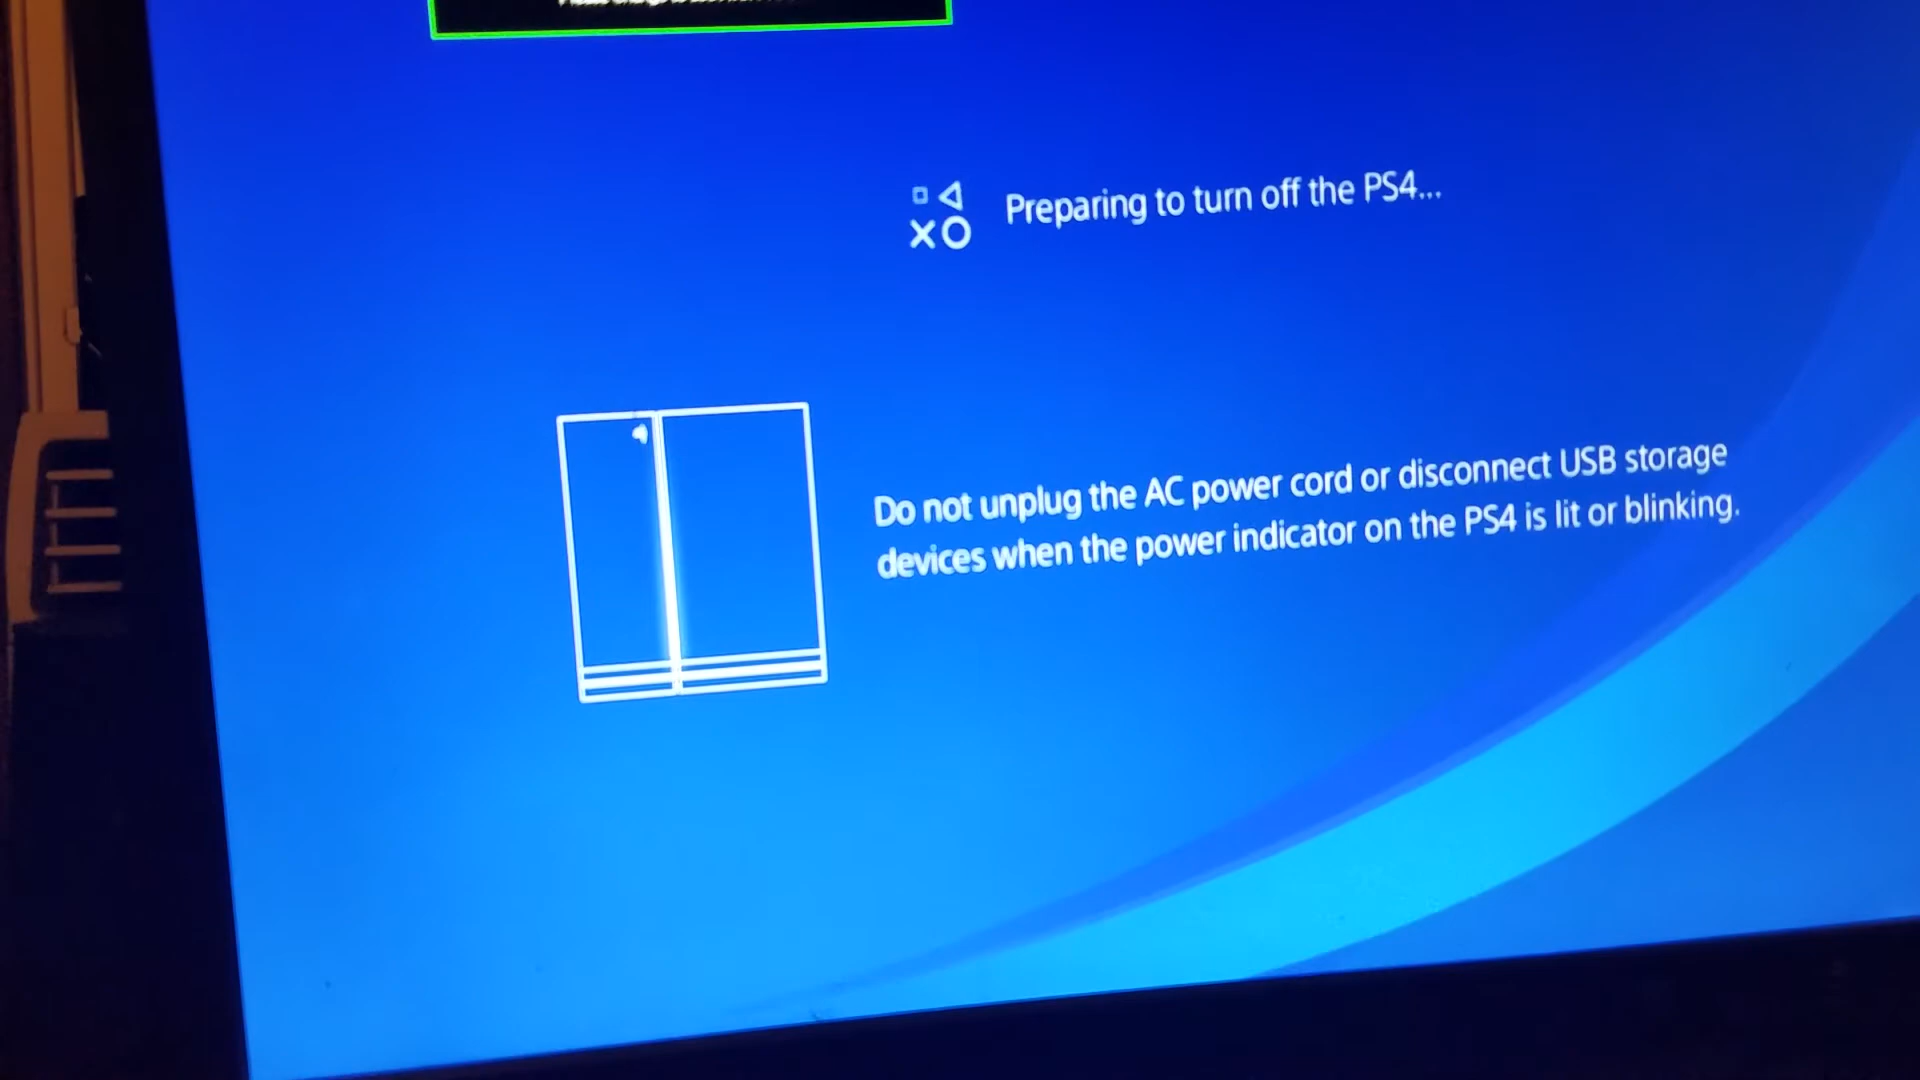 Preparing to turn off the PS4...
Do not unplug the AC power cord or disconnect USB storage
devices when the power indicator on the PS4 is lit or blinking.